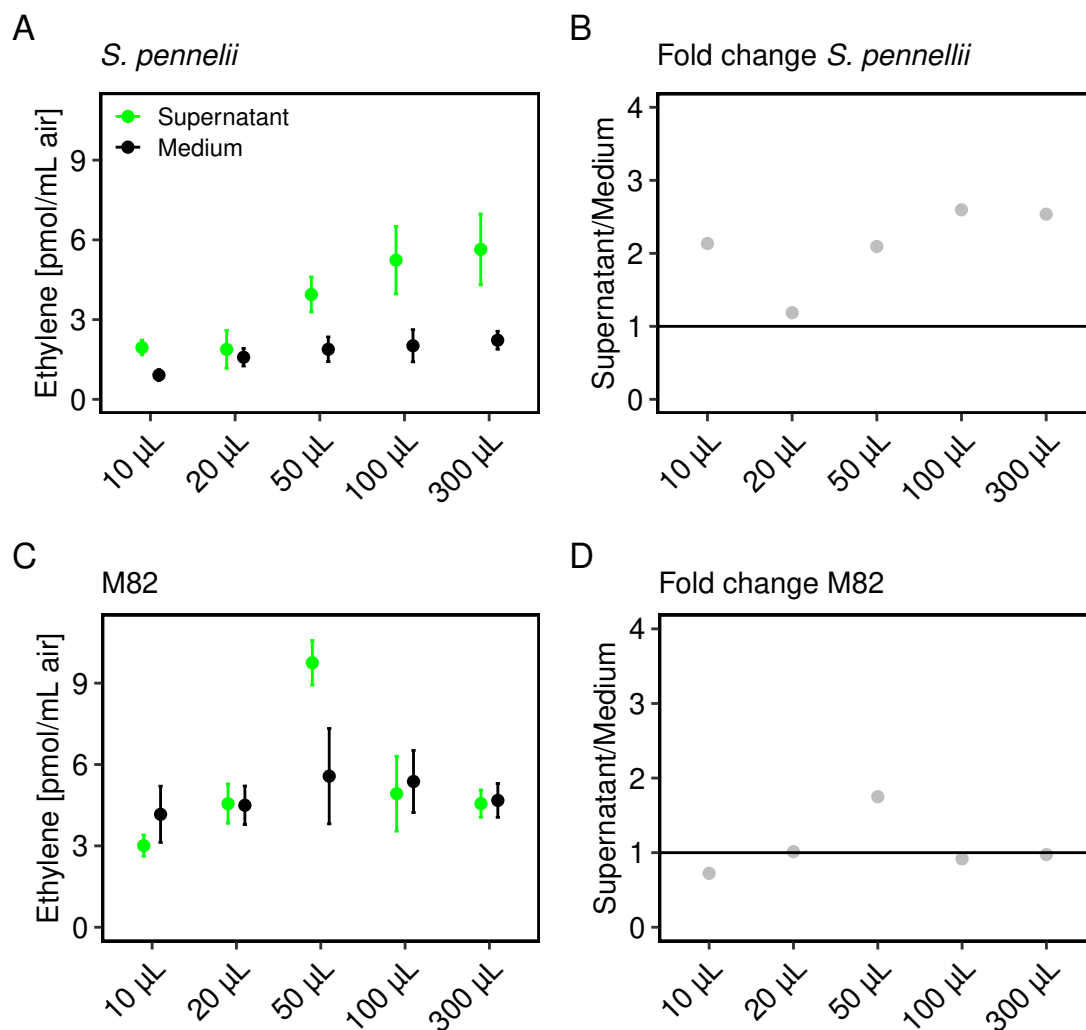 A
S. pennelii
Ethylene [pmol/mL air]
9
6
3
0
Supernatant
Medium
10 µL
20 µL
50 µL
100 µL
300 µL
B
Fold change S. pennellii
Supernatant/Medium
4
3
2
1
0
10 µL
20 µL
50 µL
100 µL
300 µL
C
M82
Ethylene [pmol/mL air]
9
6
3
0
10 µL
20 µL
50 µL
100 µL
300 µL
D
Fold change M82
Supernatant/Medium
4
3
2
1
0
10 µL
20 µL
50 µL
100 µL
300 µL